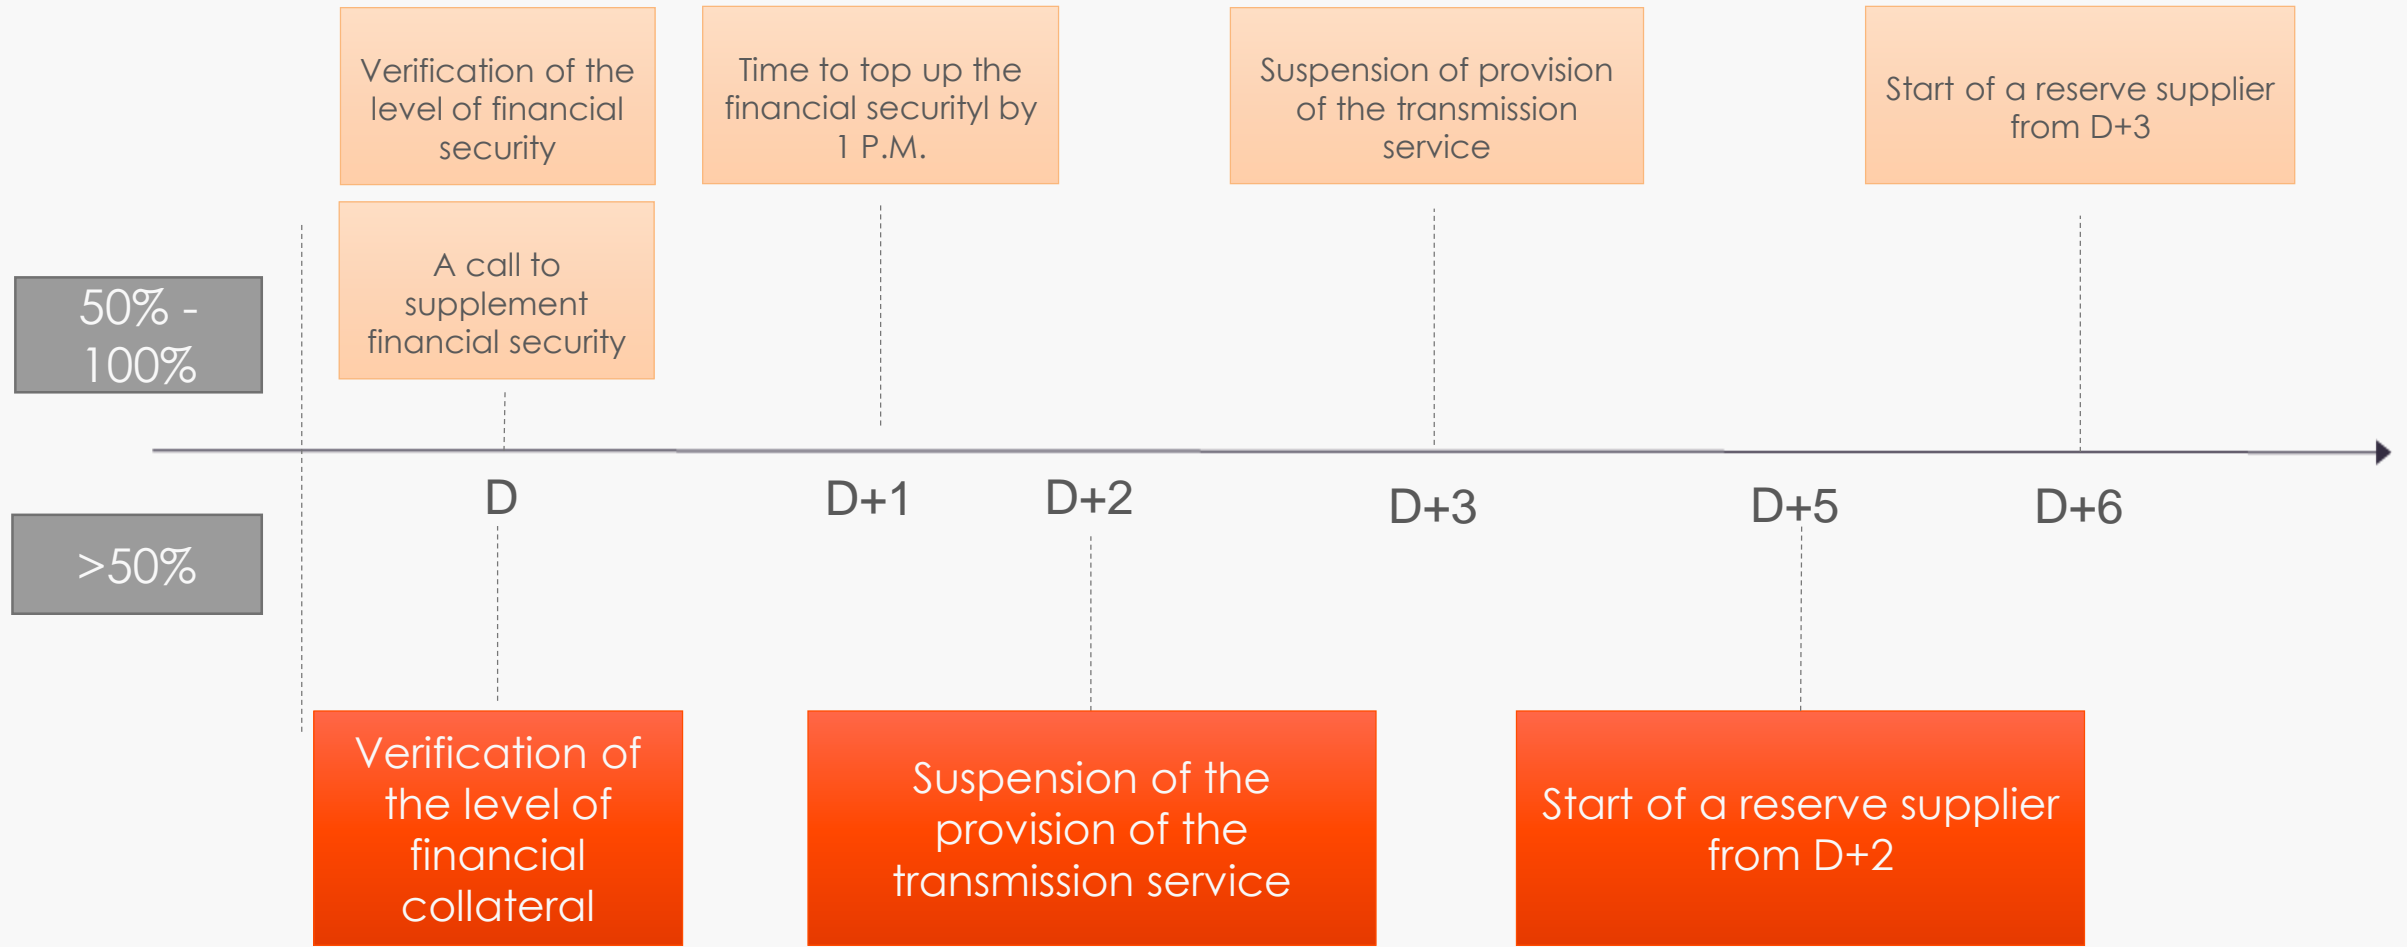 Verification of the
level of financial
security
Time to top up the
financial securityl by
1 P.M.
Suspension of provision
of the transmission
service
Start of a reserve supplier
from D+3
A call to
supplement
financial security
50% -
100%
D
D+1
D+2
D+3
D+5
D+6
>50%
Verification of
the level of
financial
collateral
Suspension of the
provision of the
transmission service
Start of a reserve supplier
from D+2